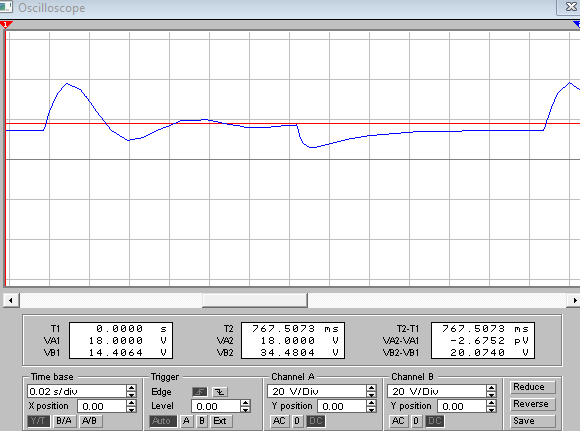 Oscilloscope
1
T1 0.0000 s T2 767.5073 ms T2-T1 767.5073 ms
VA1 18.0000 V VA2 18.0000 V VA2-VA1 -2.6752 pV
VB1 14.4064 V VB2 34.4804 V VB2-VB1 20.0740 V
Time base Trigger Channel A Channel B
0.02 s/div Edge 20 V/Div 20 V/Div Reduce
X position 0.00 Level 0.00 Y position 0.00 Y position 0.00 Reverse
Y/T B/A A/B Auto A B Ext AC 0 DC AC 0 DC Save